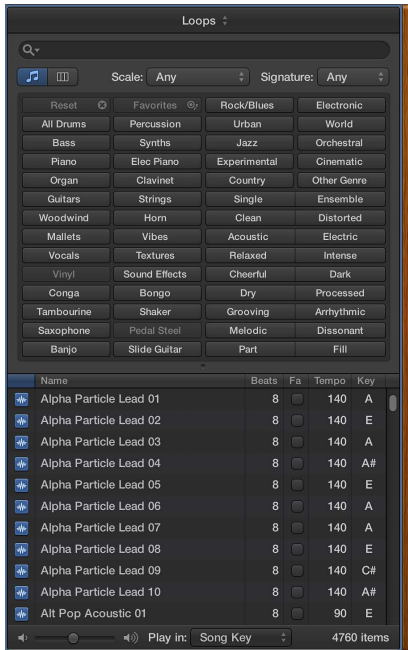 Loops
Scale: Any Signature: Any
Reset Favorites Rock/Blues Electronic
All Drums Percussion Urban World
Bass Synths Jazz Orchestral
Piano Elec Piano Experimental Cinematic
Organ Clavinet Country Other Genre
Guitars Strings Single Ensemble
Woodwind Horn Clean Distorted
Mallets Vibes Acoustic Electric
Vocals Textures Relaxed Intense
Vinyl Sound Effects Cheerful Dark
Conga Bongo Dry Processed
Tambourine Shaker Grooving Arrhythmic
Saxophone Pedal Steel Melodic Dissonant
Banjo Slide Guitar Part Fill
Name Beats Fa Tempo Key
Alpha Particle Lead 01 8 140 A
Alpha Particle Lead 02 8 140 E
Alpha Particle Lead 03 8 140 A
Alpha Particle Lead 04 8 140 A#
Alpha Particle Lead 05 8 140 E
Alpha Particle Lead 06 8 140 A
Alpha Particle Lead 07 8 140 A
Alpha Particle Lead 08 8 140 E
Alpha Particle Lead 09 8 140 C#
Alpha Particle Lead 10 8 140 A#
Alt Pop Acoustic 01 8 90 E
Play in: Song Key 4760 items